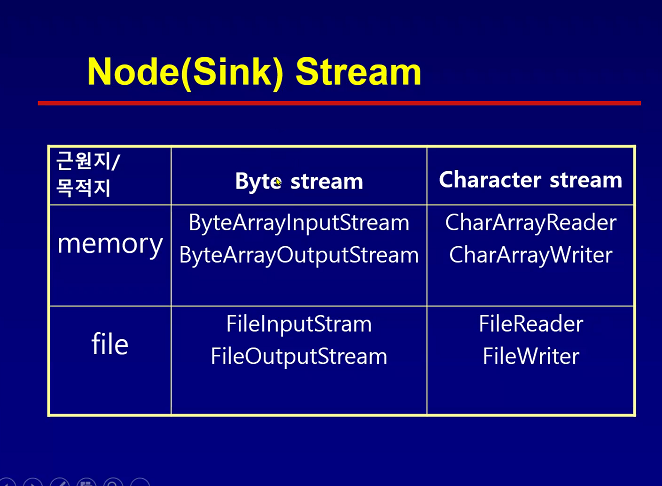 Node(Sink) Stream
근원지/
목적지
Byte stream
Character stream
memory
ByteArrayInputStream
ByteArrayOutputStream
CharArrayReader
CharArrayWriter
file
FileInputStram
FileOutputStream
FileReader
FileWriter